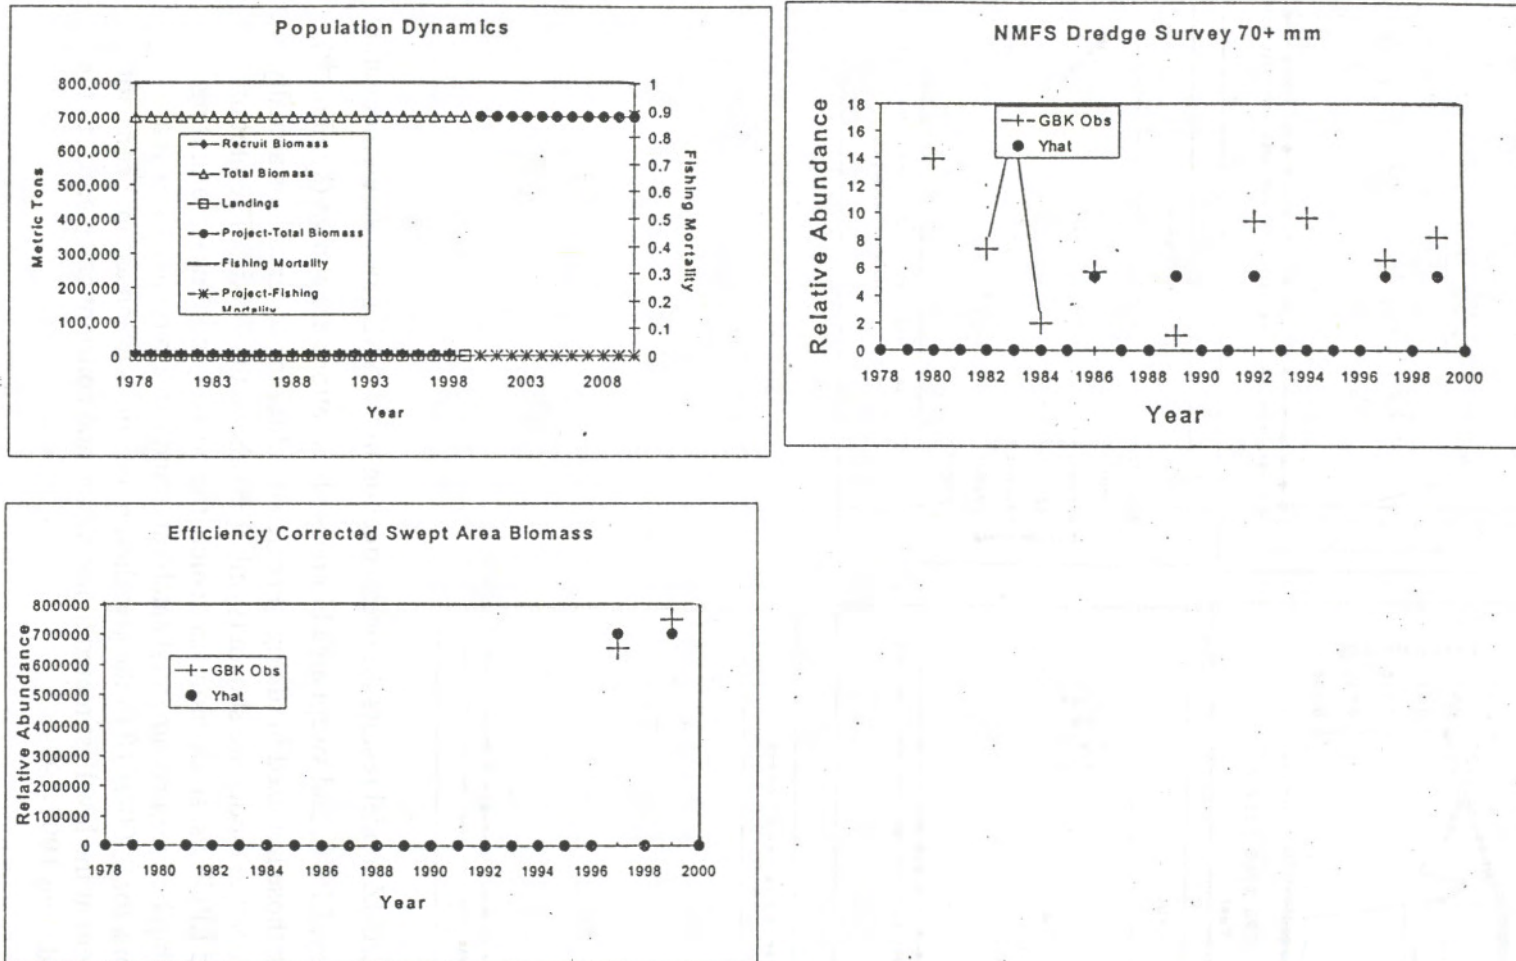 Population Dynamics
Metric Tons
800,000
700,000
600,000
500,000
400,000
300,000
200,000
100,000
0
Recruit Biomass
Total Biomass
Landings
Project-Total Biomass
Fishing Mortality
Project-Fishing
Mortality
1
0.9
0.8
0.7
0.6
0.5
0.4
0.3
0.2
0.1
0
Fishing Mortality
1978 1983 1988 1993 1998 2003 2008
Year
NMFS Dredge Survey 70+ mm
Relative Abundance
18
16
14
12
10
8
6
4
2
0
GBK Obs
Yhat
1978 1980 1982 1984 1986 1988 1990 1992 1994 1996 1998 2000
Year
Efficiency Corrected Swept Area Biomass
Relative Abundance
800000
700000
600000
500000
400000
300000
200000
100000
0
GBK Obs
Yhat
1978 1980 1982 1984 1986 1988 1990 1992 1994 1996 1998 2000
Year